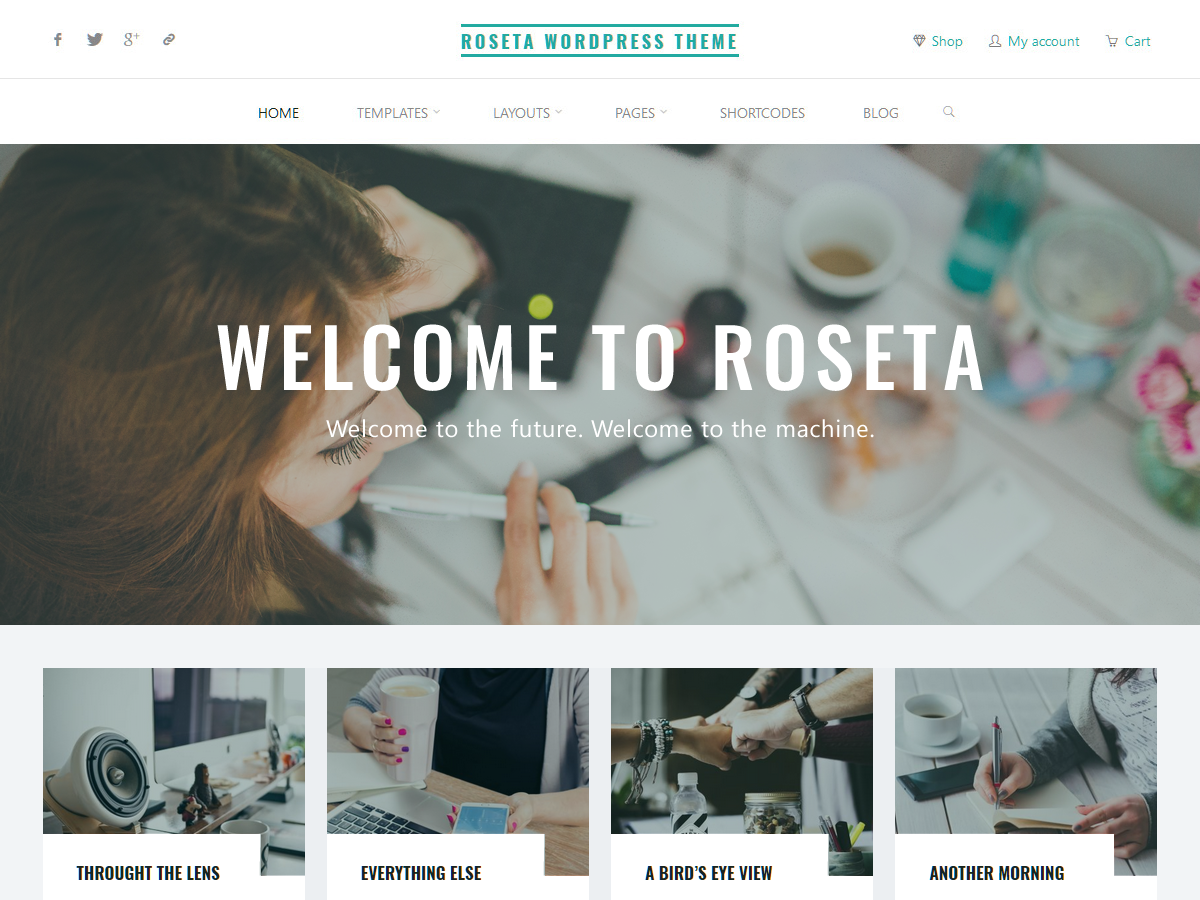 ROSETA WORDPRESS THEME
Shop
My account
Cart
HOME
TEMPLATES
LAYOUTS
PAGES
SHORTCODES
BLOG
WELCOME TO ROSETA
Welcome to the future. Welcome to the machine.
THROUGHT THE LENS
EVERYTHING ELSE
A BIRD'S EYE VIEW
ANOTHER MORNING